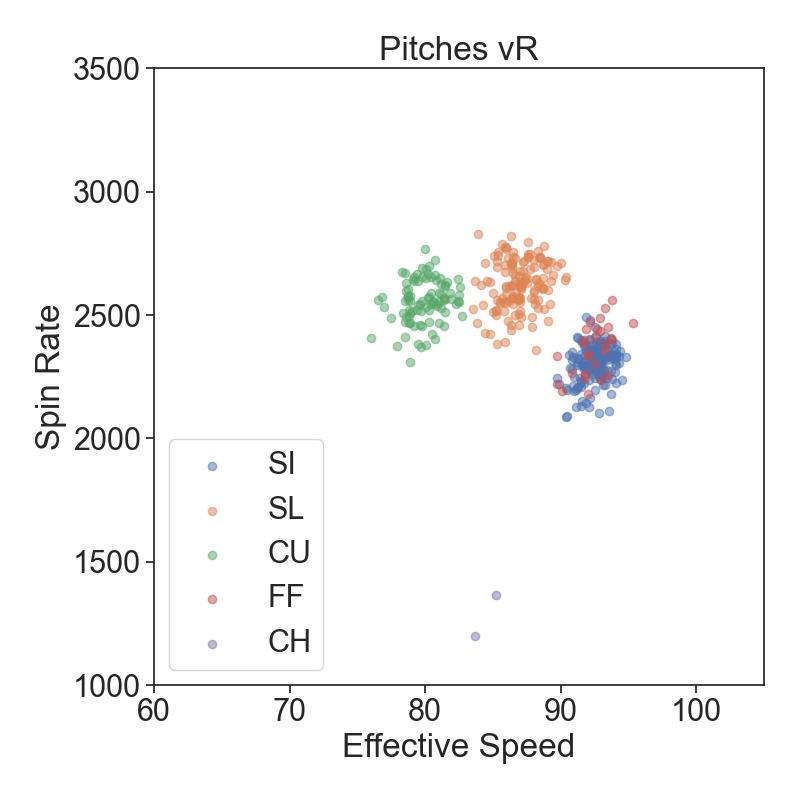 Pitches vR
3500
3000
2500
2000
1500
1000
Spin Rate
SI
SL
CU
FF
CH
60 70 80 90 100
Effective Speed